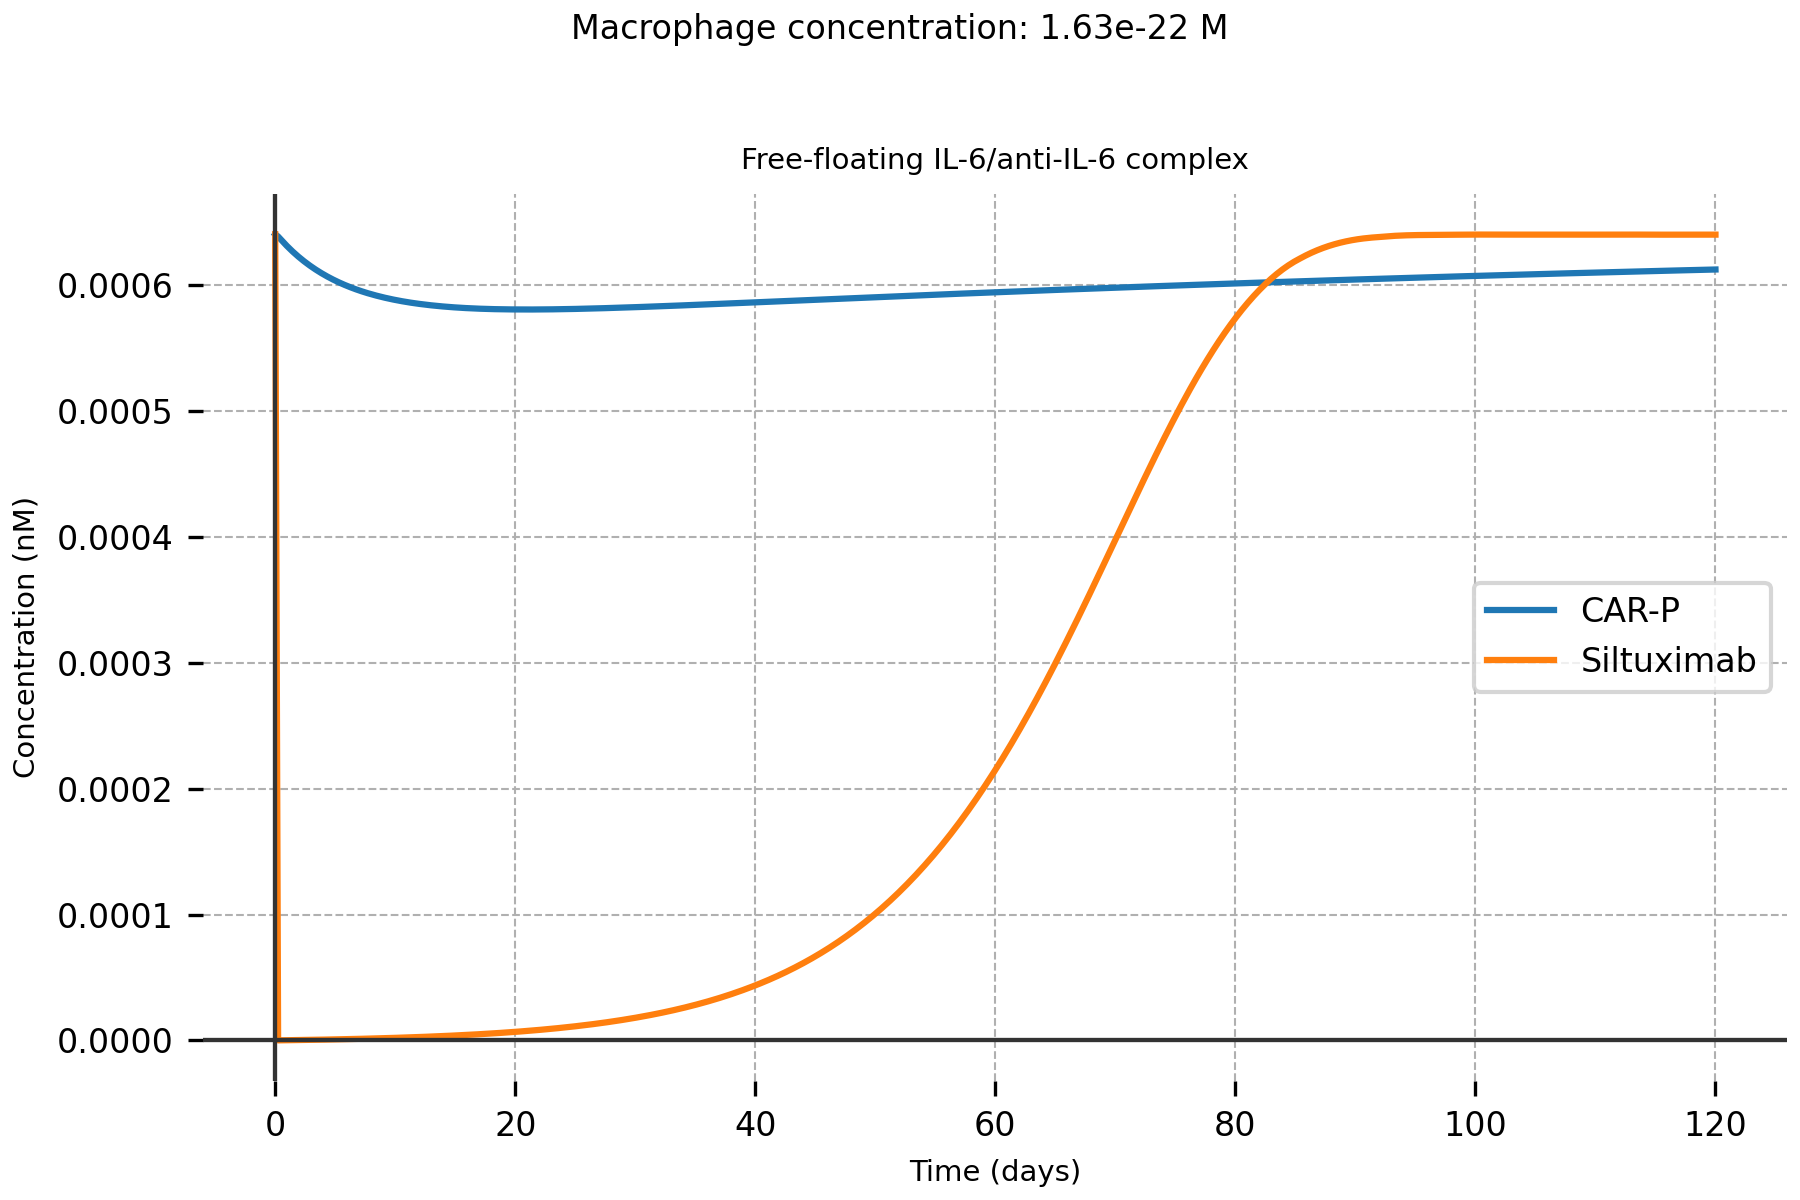 Macrophage concentration: 1.63e-22 M
Free-floating IL-6/anti-IL-6 complex
0.0006
0.0005
0.0004
0.0003
0.0002
0.0001
0.0000
Concentration (nM)
CAR-P
Siltuximab
0 20 40 60 80 100 120
Time (days)